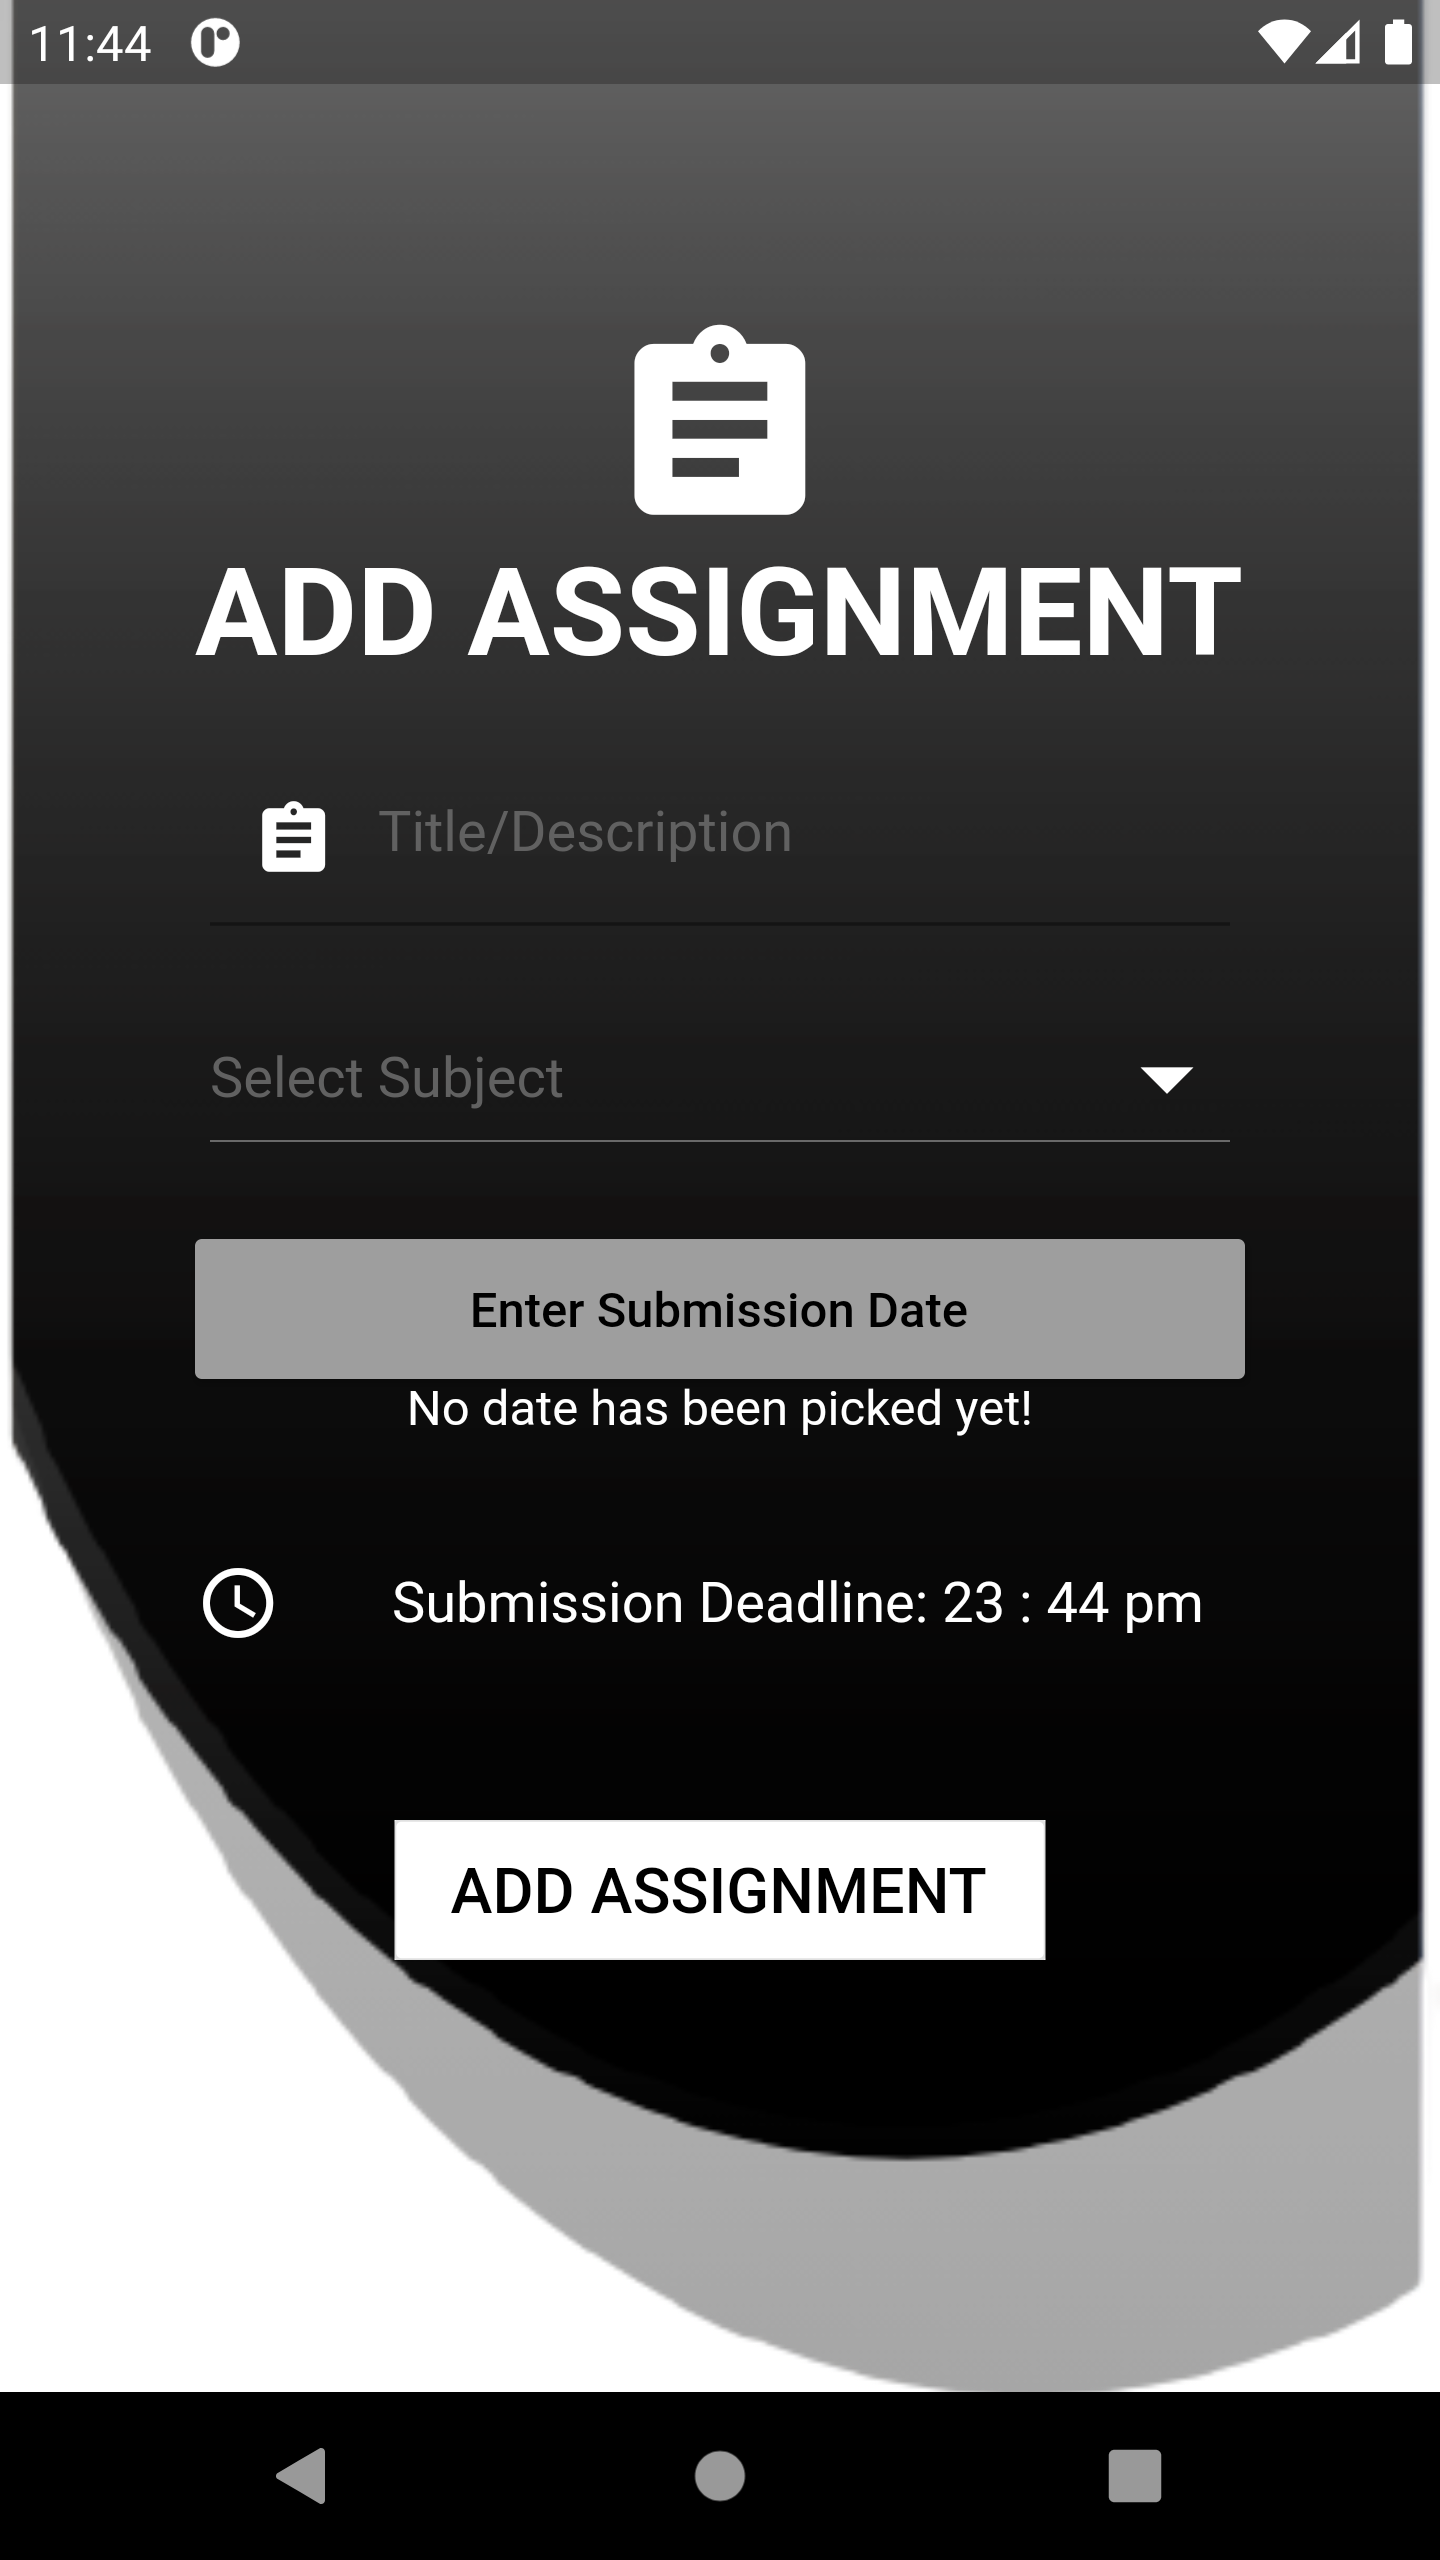 11:44
ADD ASSIGNMENT
Title/Description
Select Subject
Enter Submission Date
No date has been picked yet!
Submission Deadline: 23 : 44 pm
ADD ASSIGNMENT